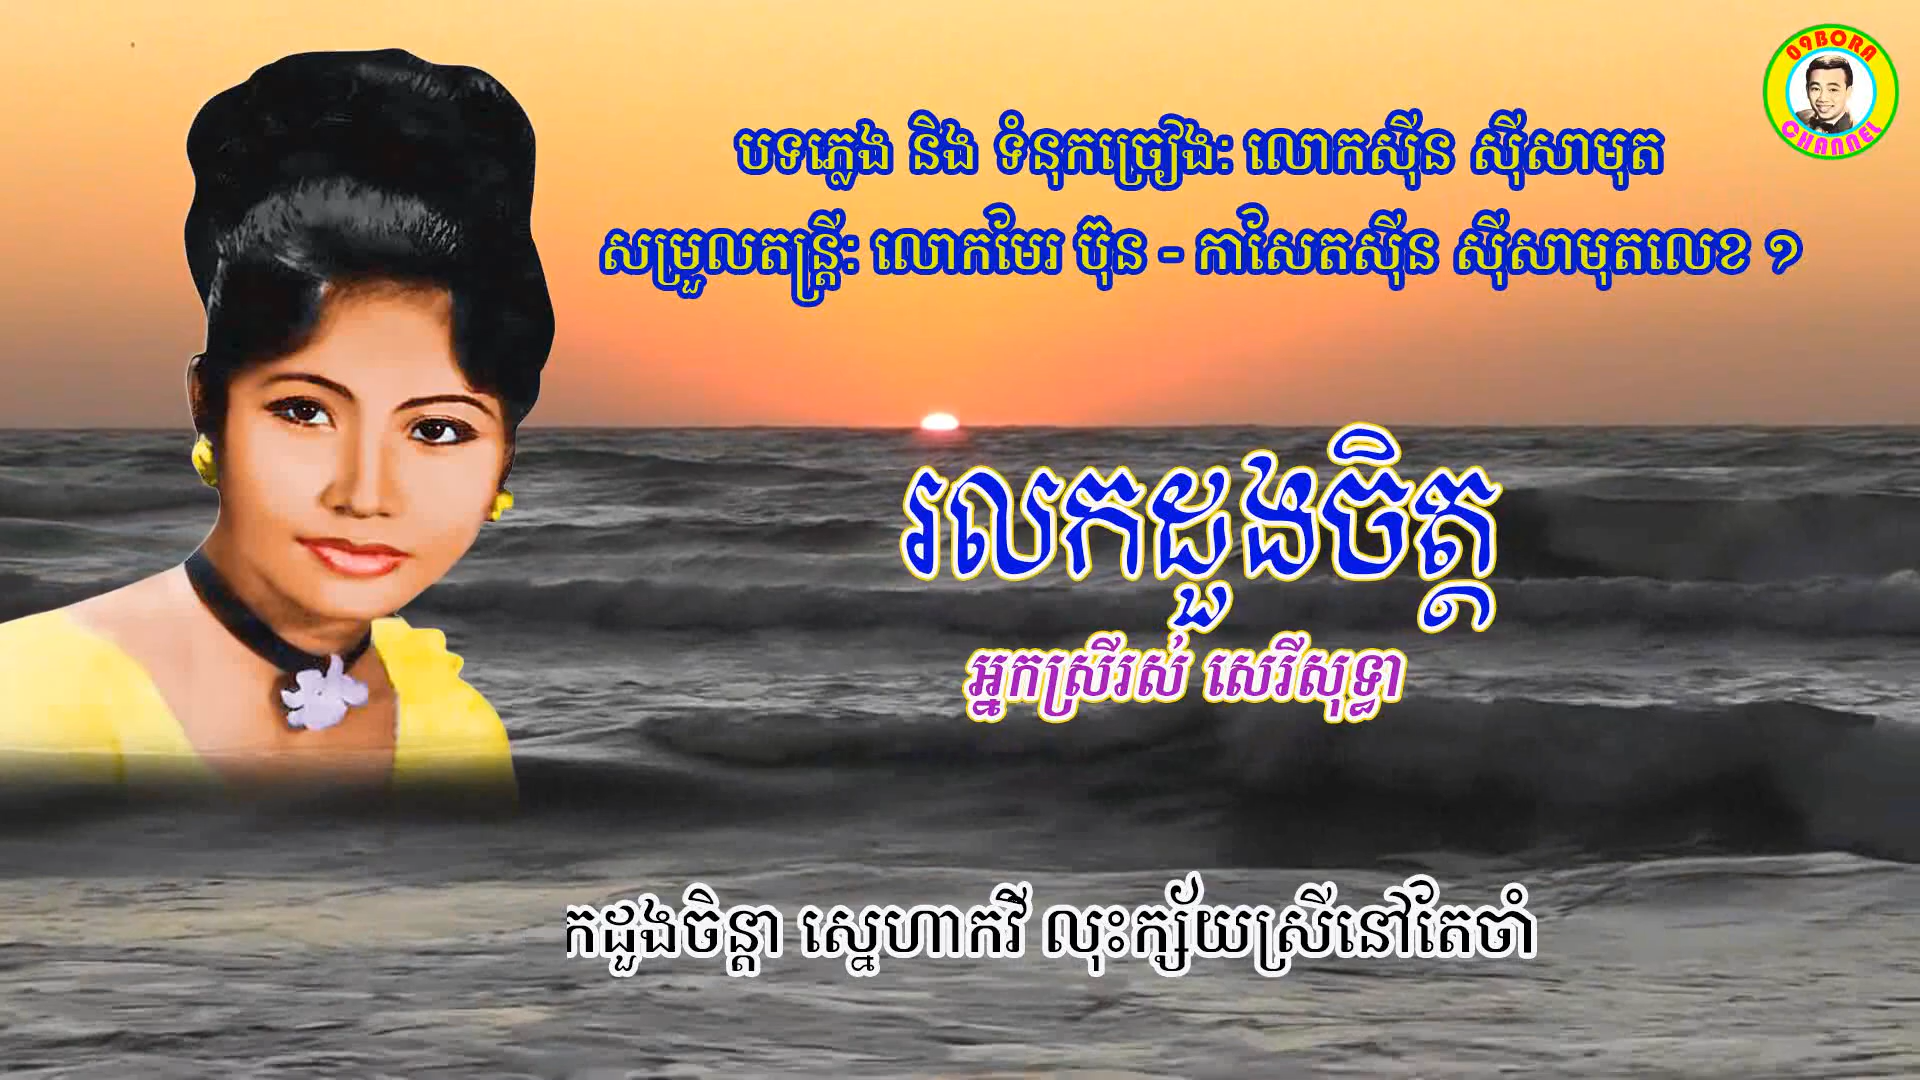 09BORA
CHANNEL
បទភ្លេង និង ទំនុកច្រៀង: លោកស៊ីន ស៊ីសាមុត
សម្រួលតន្ត្រី: លោកមែរ ប៊ុន - កាសែតស៊ីន ស៊ីសាមុតលេខ ១
រលកដួងចិត្ត
អ្នកស្រីរស់ សេរីសុទ្ធា
កដួងចិន្តា ស្នេហាកវី លុះក្ស័យស្រីនៅតែចាំ